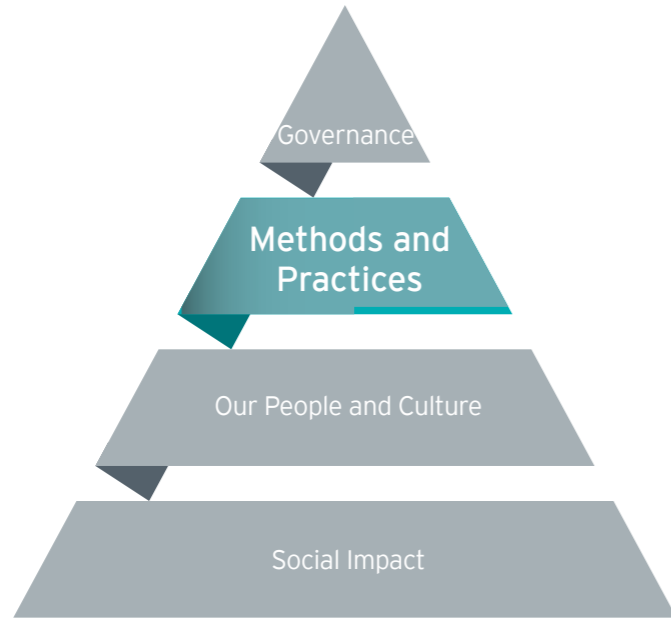 Governance
Methods and
Practices
Our People and Culture
Social Impact